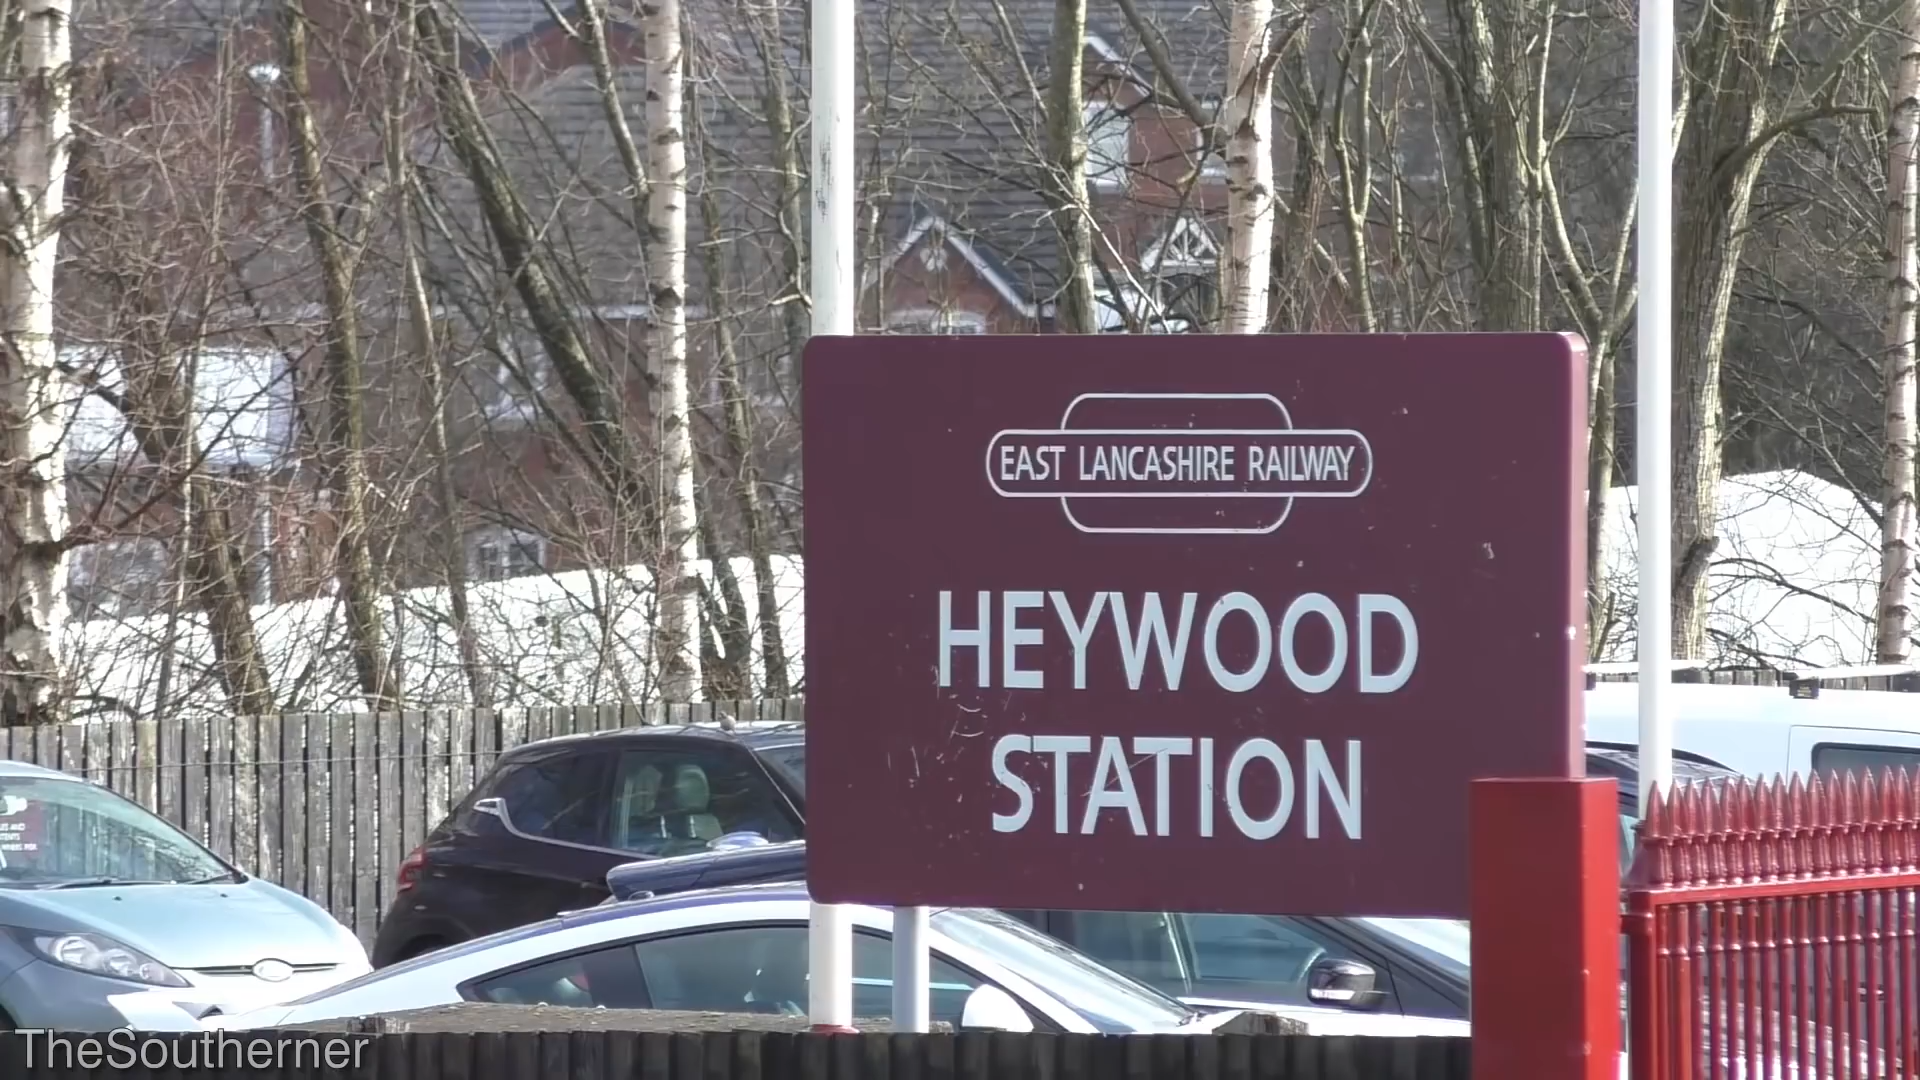 EAST LANCASHIRE RAILWAY
HEYWOOD
STATION
TheSoutherner